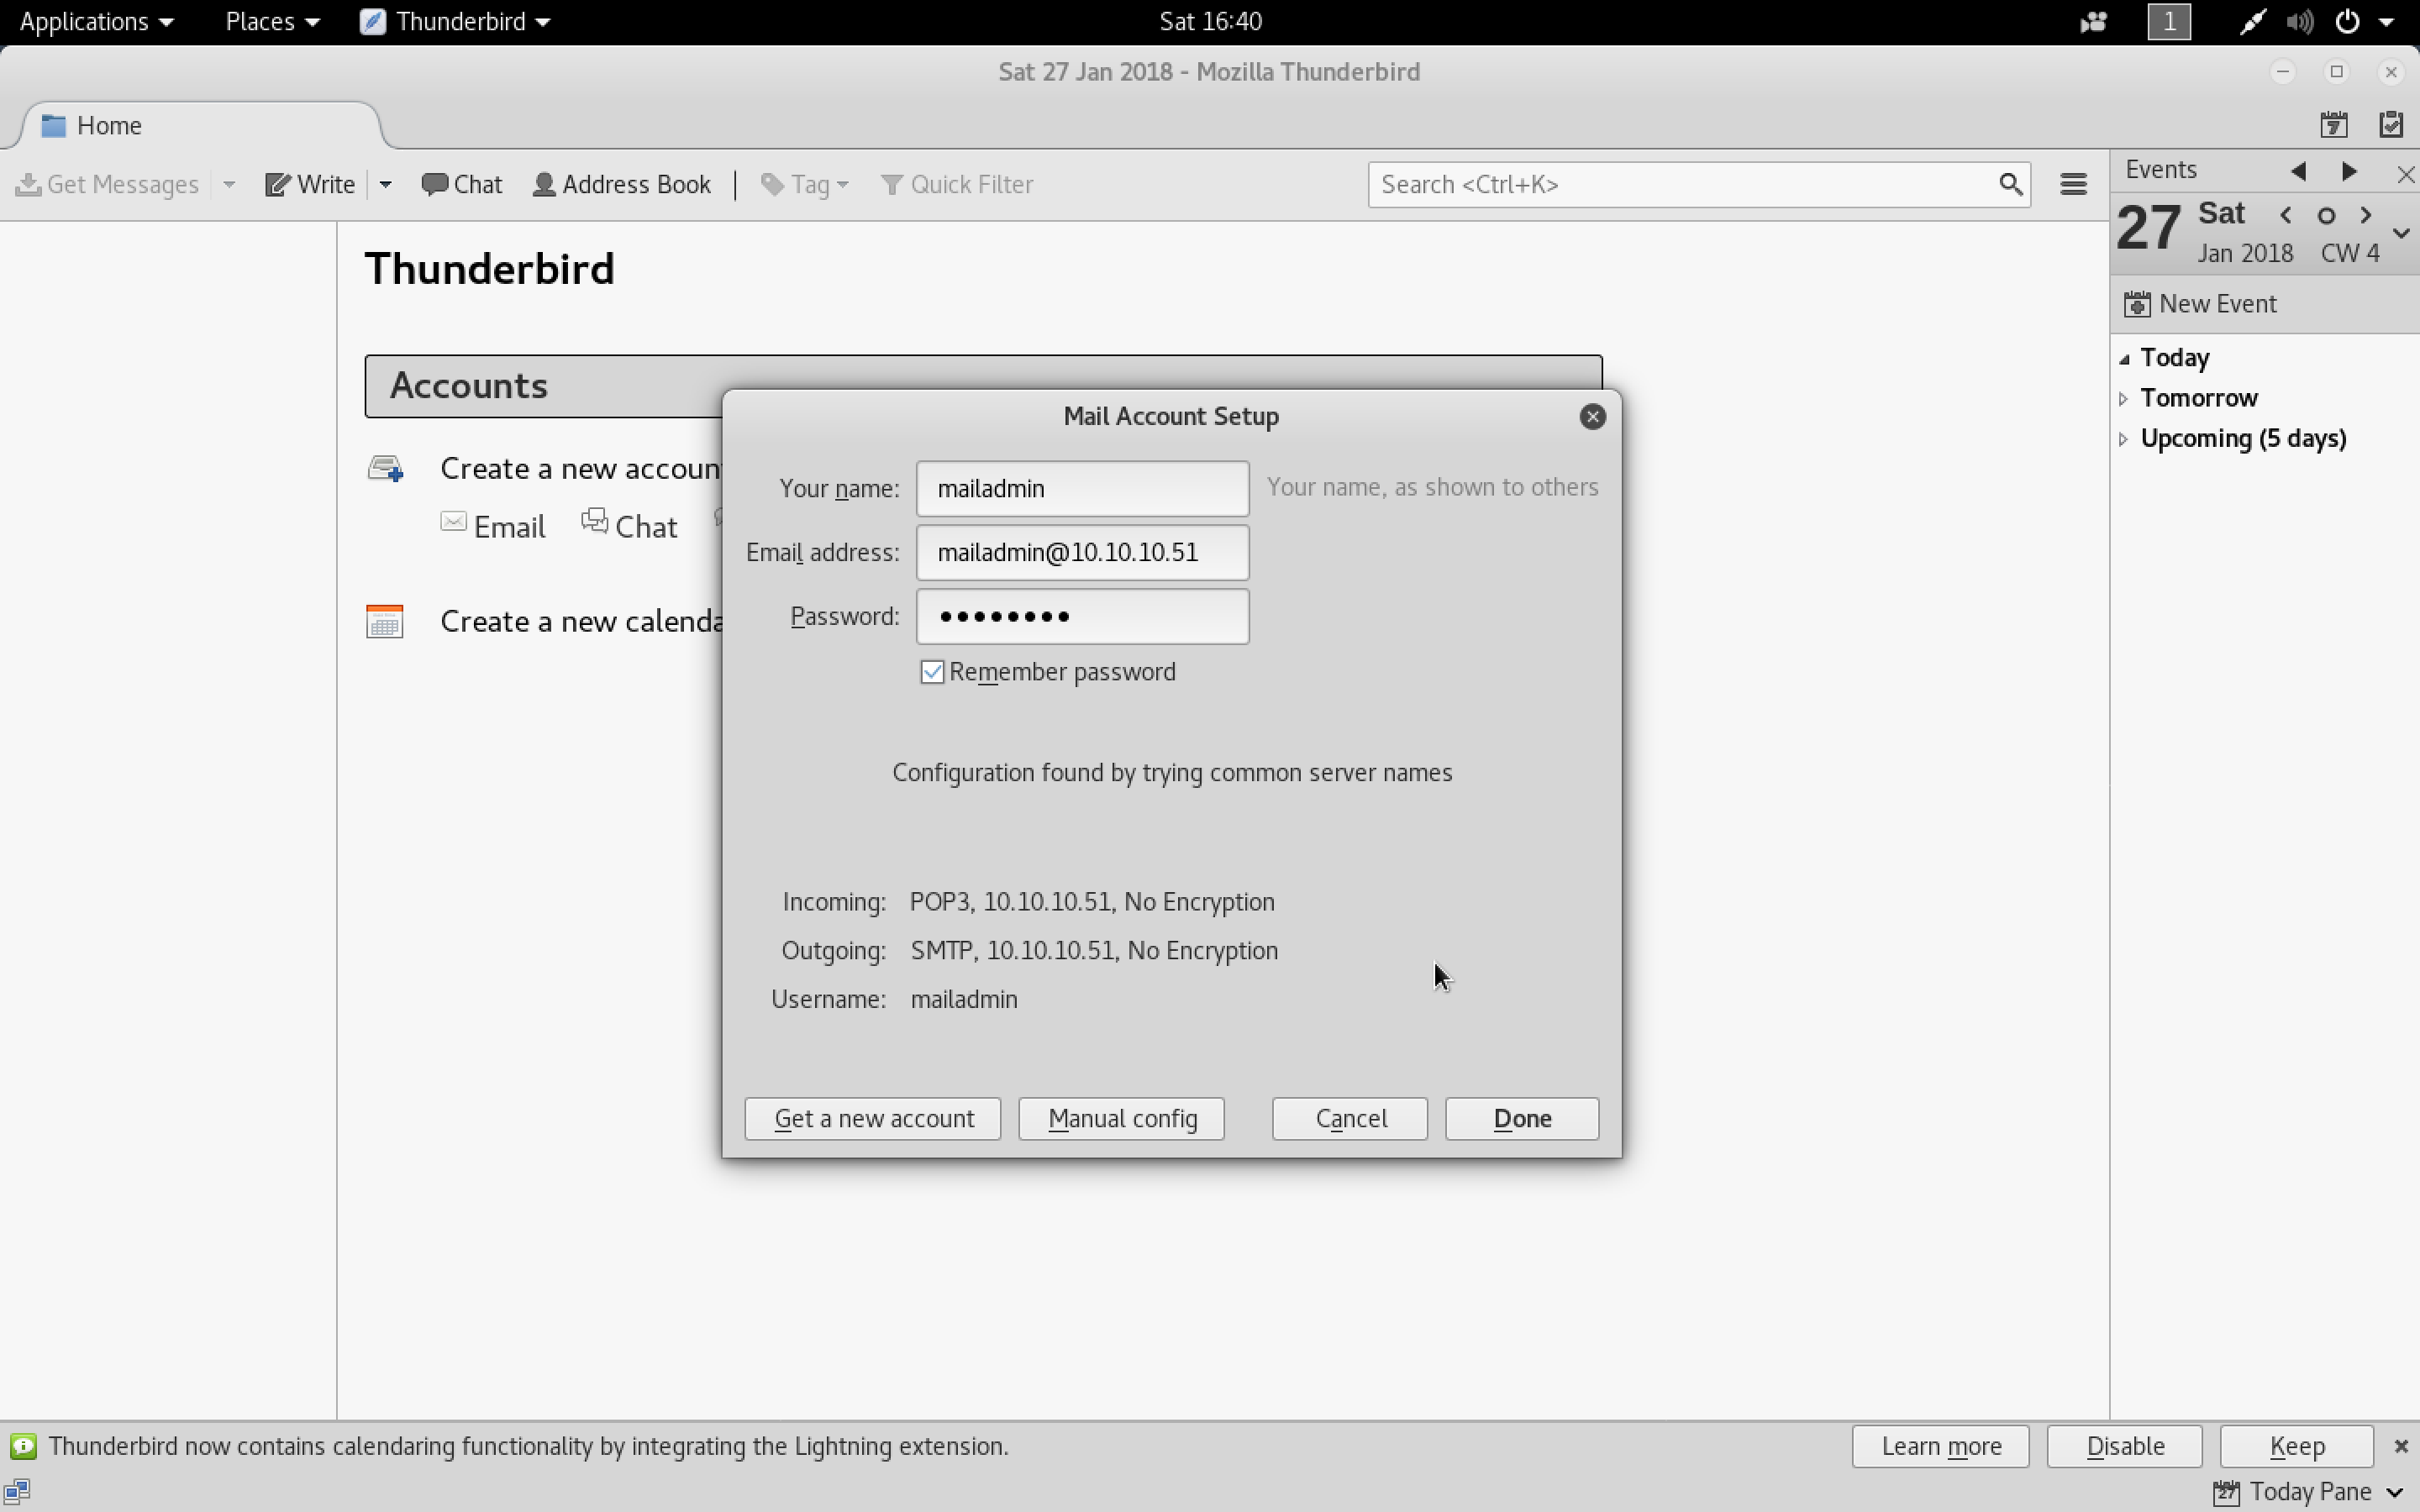 Applications Places Thunderbird Sat 16:40 1
Sat 27 Jan 2018 - Mozilla Thunderbird
Home 7
Get Messages Write Chat Address Book Tag Quick Filter Search <Ctrl+K>
Events
27 Sat
Jan 2018 CW 4
New Event
Today
Tomorrow
Upcoming (5 days)
Thunderbird
Accounts
Create a new accoun
Email Chat
Create a new calenda
Mail Account Setup
Your name: mailadmin Your name, as shown to others
Email address: mailadmin@10.10.10.51
Password: ••••••••
Remember password
Configuration found by trying common server names
Incoming: POP3, 10.10.10.51, No Encryption
Outgoing: SMTP, 10.10.10.51, No Encryption
Username: mailadmin
Get a new account Manual config Cancel Done
Thunderbird now contains calendaring functionality by integrating the Lightning extension. Learn more Disable Keep
27 Today Pane